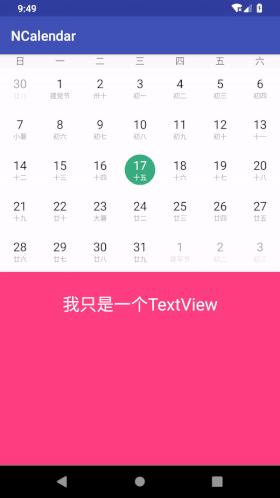 9:49
NCalendar
日 一 二 三 四 五 六
30 1 2 3 4 5 6
廿八 建党节 卅十 初一 初二 初三 初四
7 8 9 10 11 12 13
小暑 初六 初七 初八 初九 初十 十一
14 15 16 17 18 19 20
十二 十三 十四 十五 十六 十七 十八
21 22 23 24 25 26 27
十九 二十 大暑 廿二 廿三 廿四 廿五
28 29 30 31 1 2 3
廿六 廿七 廿八 廿九 建军节 初二 初三
我只是一个TextView